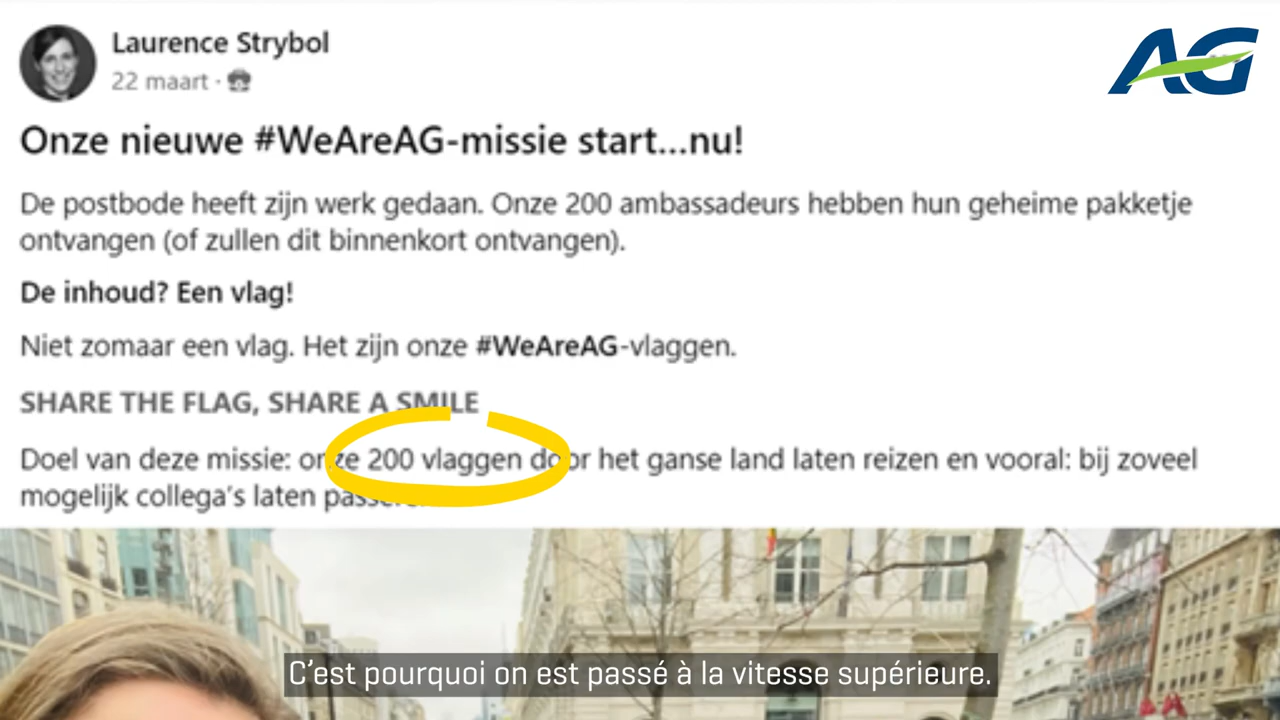 Laurence Strybol
22 maart ·
AG
Onze nieuwe #WeAreAG-missie start...nu!
De postbode heeft zijn werk gedaan. Onze 200 ambassadeurs hebben hun geheime pakketje
ontvangen (of zullen dit binnenkort ontvangen).
De inhoud? Een vlag!
Niet zomaar een vlag. Het zijn onze #WeAreAG-vlaggen.
SHARE THE FLAG, SHARE A SMILE
Doel van deze missie: onze 200 vlaggen door het ganse land laten reizen en vooral: bij zoveel
mogelijk collega's laten
C'est pourquoi on est passé à la vitesse supérieure.